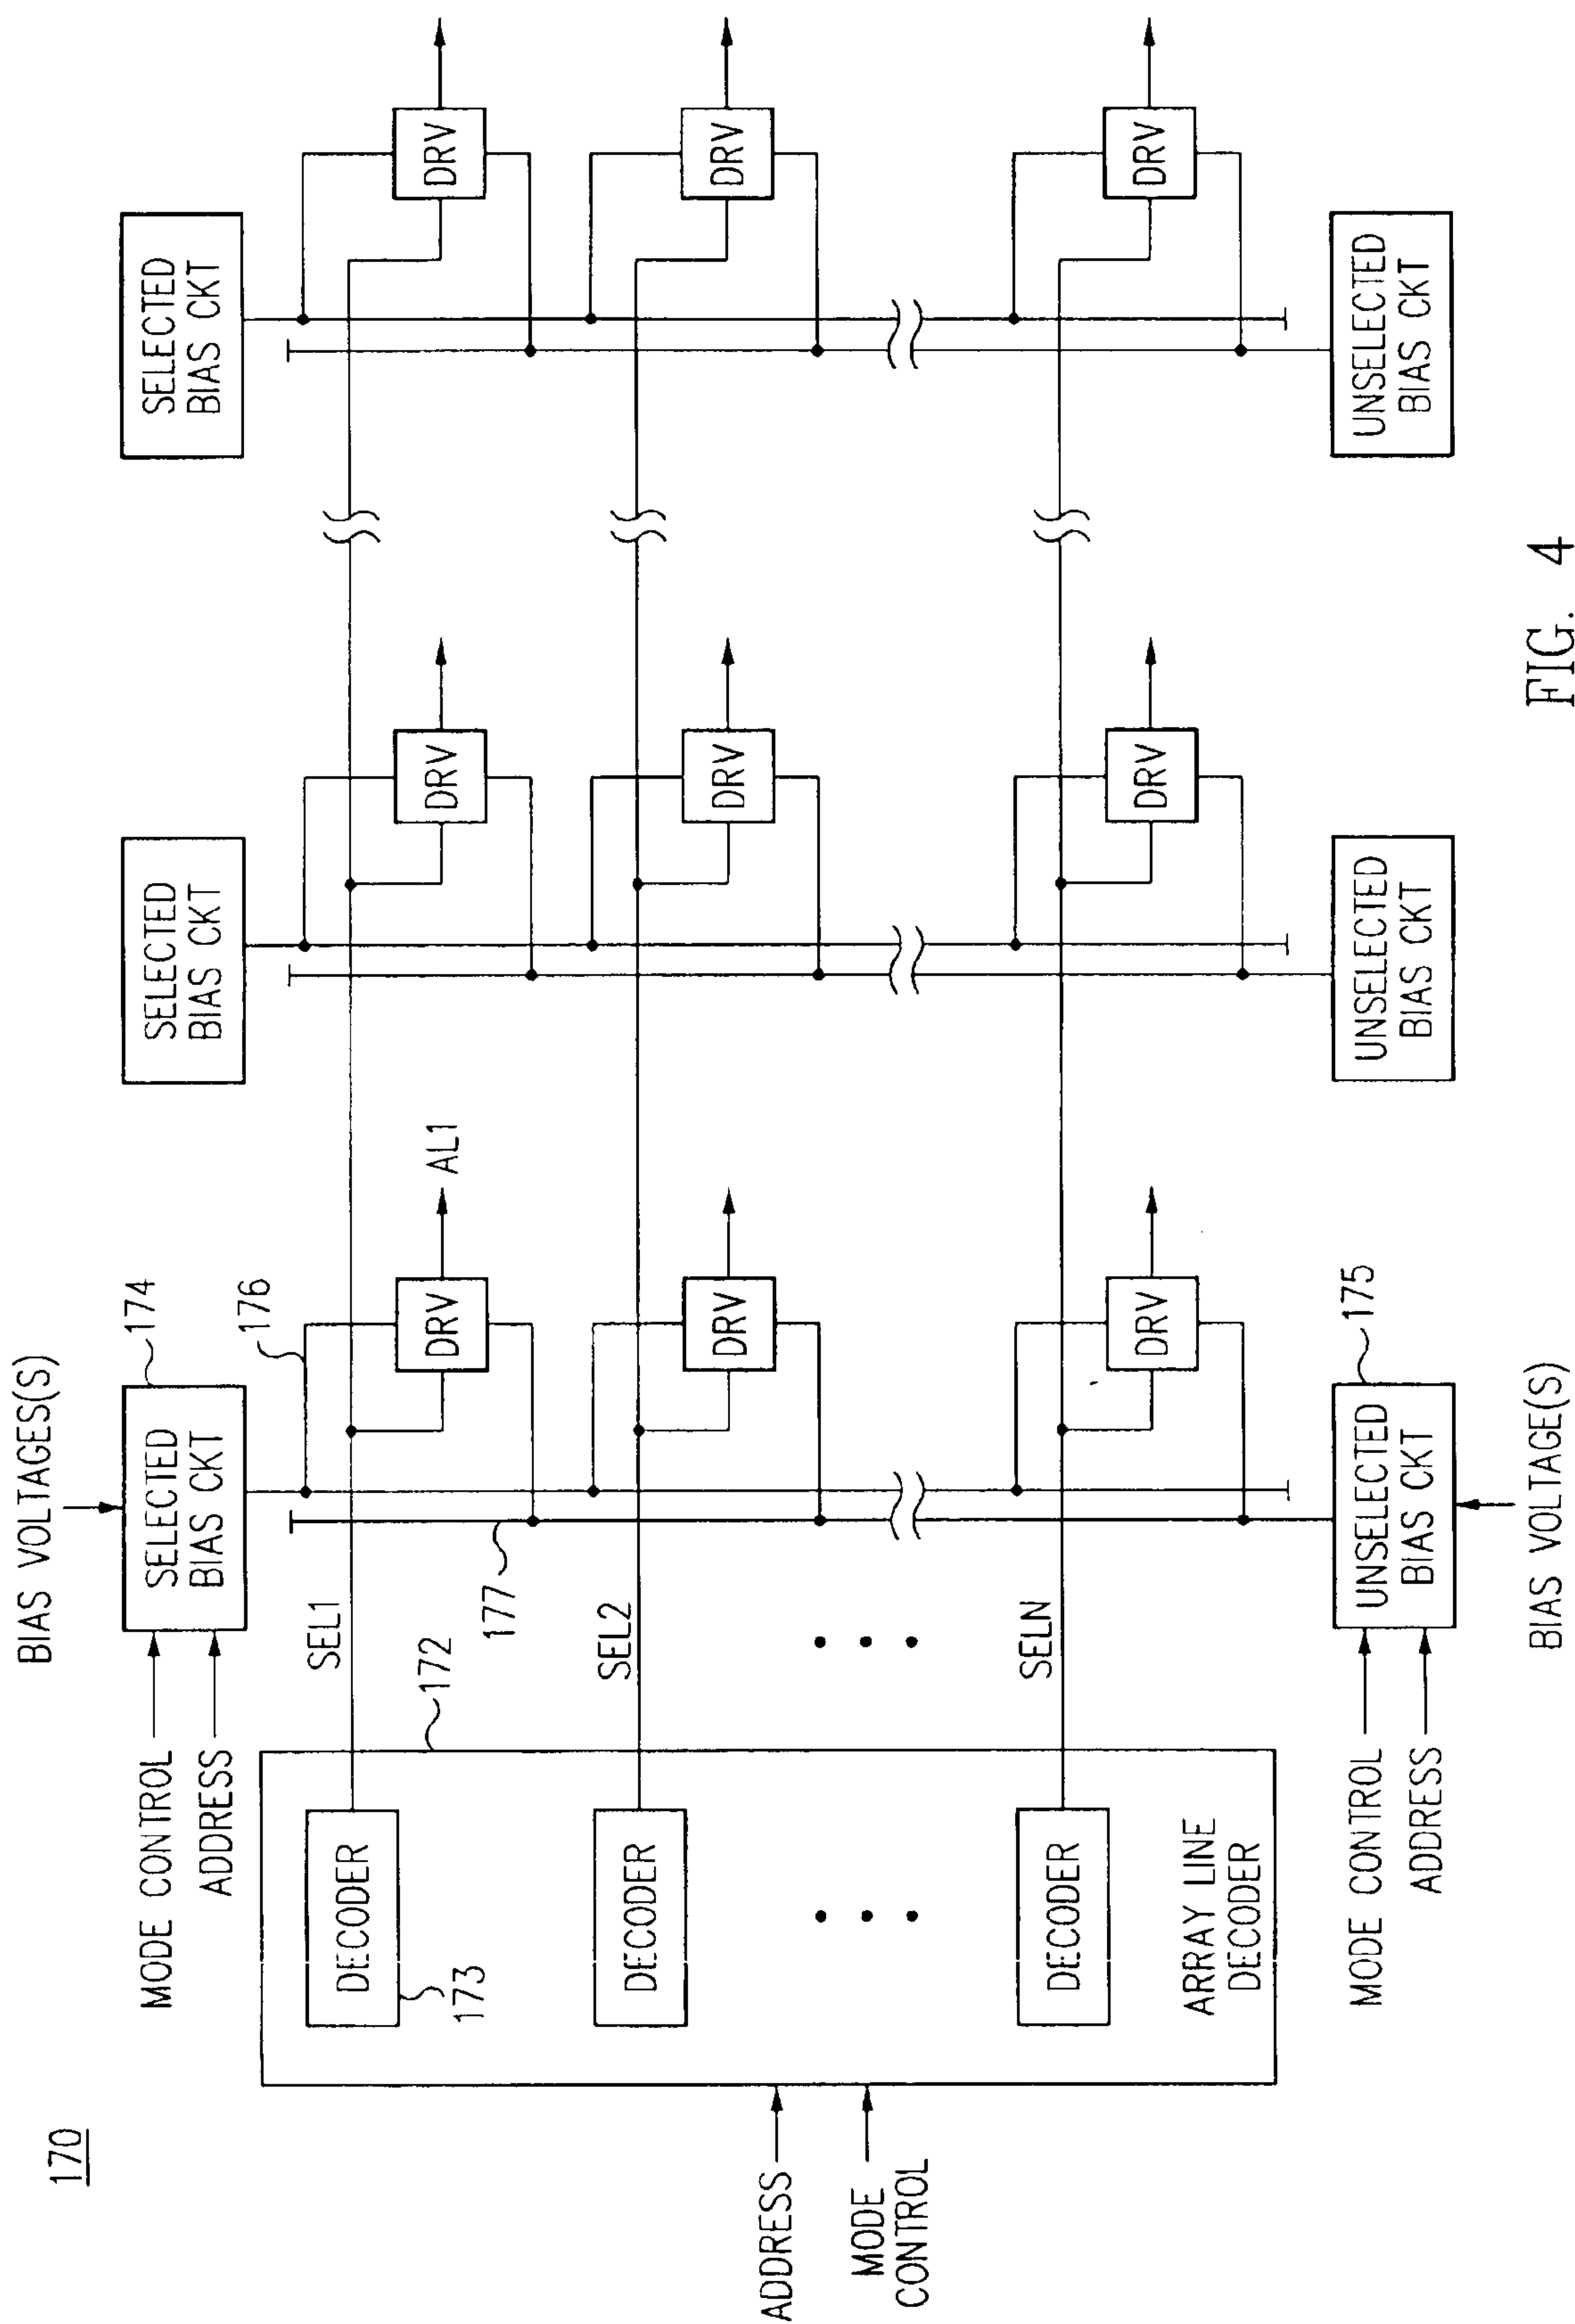 170
BIAS VOLTAGES(S)
MODE CONTROL
ADDRESS
SELECTED
BIAS CKT
174
SELECTED
BIAS CKT
SELECTED
BIAS CKT
176
DECODER
173
SEL1
DRV
AL1
DRV
DRV
172
177
DECODER
SEL2
DRV
DRV
DRV
ADDRESS
MODE
CONTROL
DECODER
SELN
DRV
DRV
DRV
ARRAY LINE
DECODER
MODE CONTROL
ADDRESS
UNSELECTED
BIAS CKT
175
UNSELECTED
BIAS CKT
UNSELECTED
BIAS CKT
BIAS VOLTAGE(S)
FIG. 4